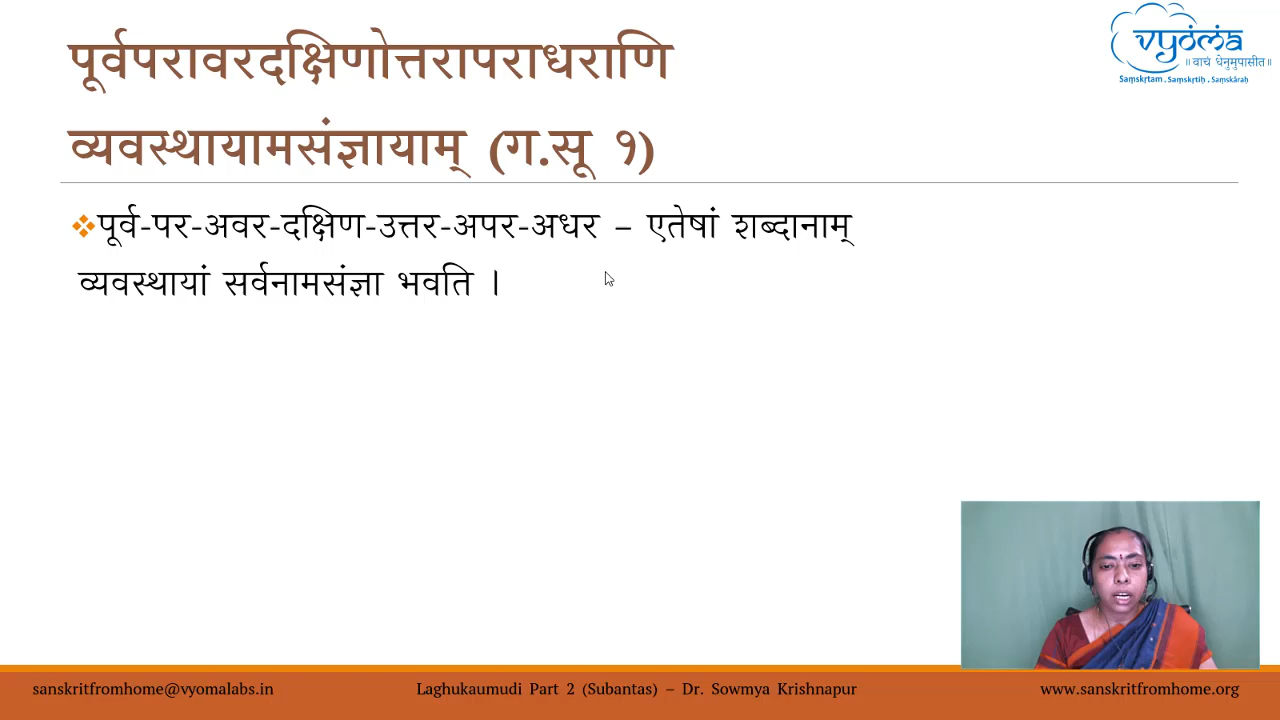 पूर्वपरावरदक्षिणोत्तरापराधराणि
व्यवस्थायामसंज्ञायाम् (ग.सू १)
vyoma
॥ वाचं धेनुमुपासीत॥
Saṃskṛtam . Saṃskṛtiḥ . Saṃskārāḥ
❖पूर्व-पर-अवर-दक्षिण-उत्तर-अपर-अधर – एतेषां शब्दानाम्
व्यवस्थायां सर्वनामसंज्ञा भवति ।
sanskritfromhome@vyomalabs.in
Laghukaumudi Part 2 (Subantas) – Dr. Sowmya Krishnapur
www.sanskritfromhome.org